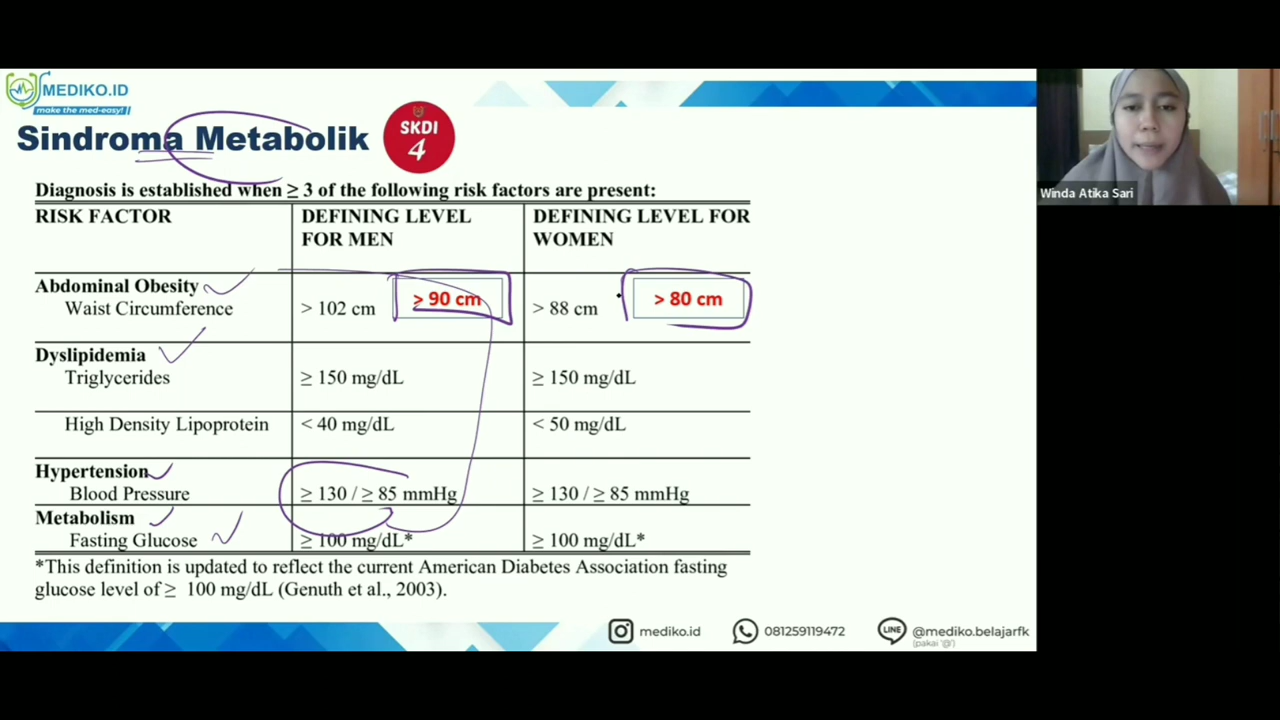 MEDIKO.ID
make the med-easy!
Sindroma Metabolik
SKDI
4
Winda Atika Sari
Diagnosis is established when ≥ 3 of the following risk factors are present:
RISK FACTOR DEFINING LEVEL FOR MEN DEFINING LEVEL FOR WOMEN
Abdominal Obesity
Waist Circumference > 102 cm > 90 cm > 88 cm > 80 cm
Dyslipidemia
Triglycerides ≥ 150 mg/dL ≥ 150 mg/dL
High Density Lipoprotein < 40 mg/dL < 50 mg/dL
Hypertension
Blood Pressure ≥ 130 / ≥ 85 mmHg ≥ 130 / ≥ 85 mmHg
Metabolism
Fasting Glucose ≥ 100 mg/dL* ≥ 100 mg/dL*
*This definition is updated to reflect the current American Diabetes Association fasting
glucose level of ≥ 100 mg/dL (Genuth et al., 2003).
mediko.id 081259119472 LINE @mediko.belajarfk
(pakai '@')